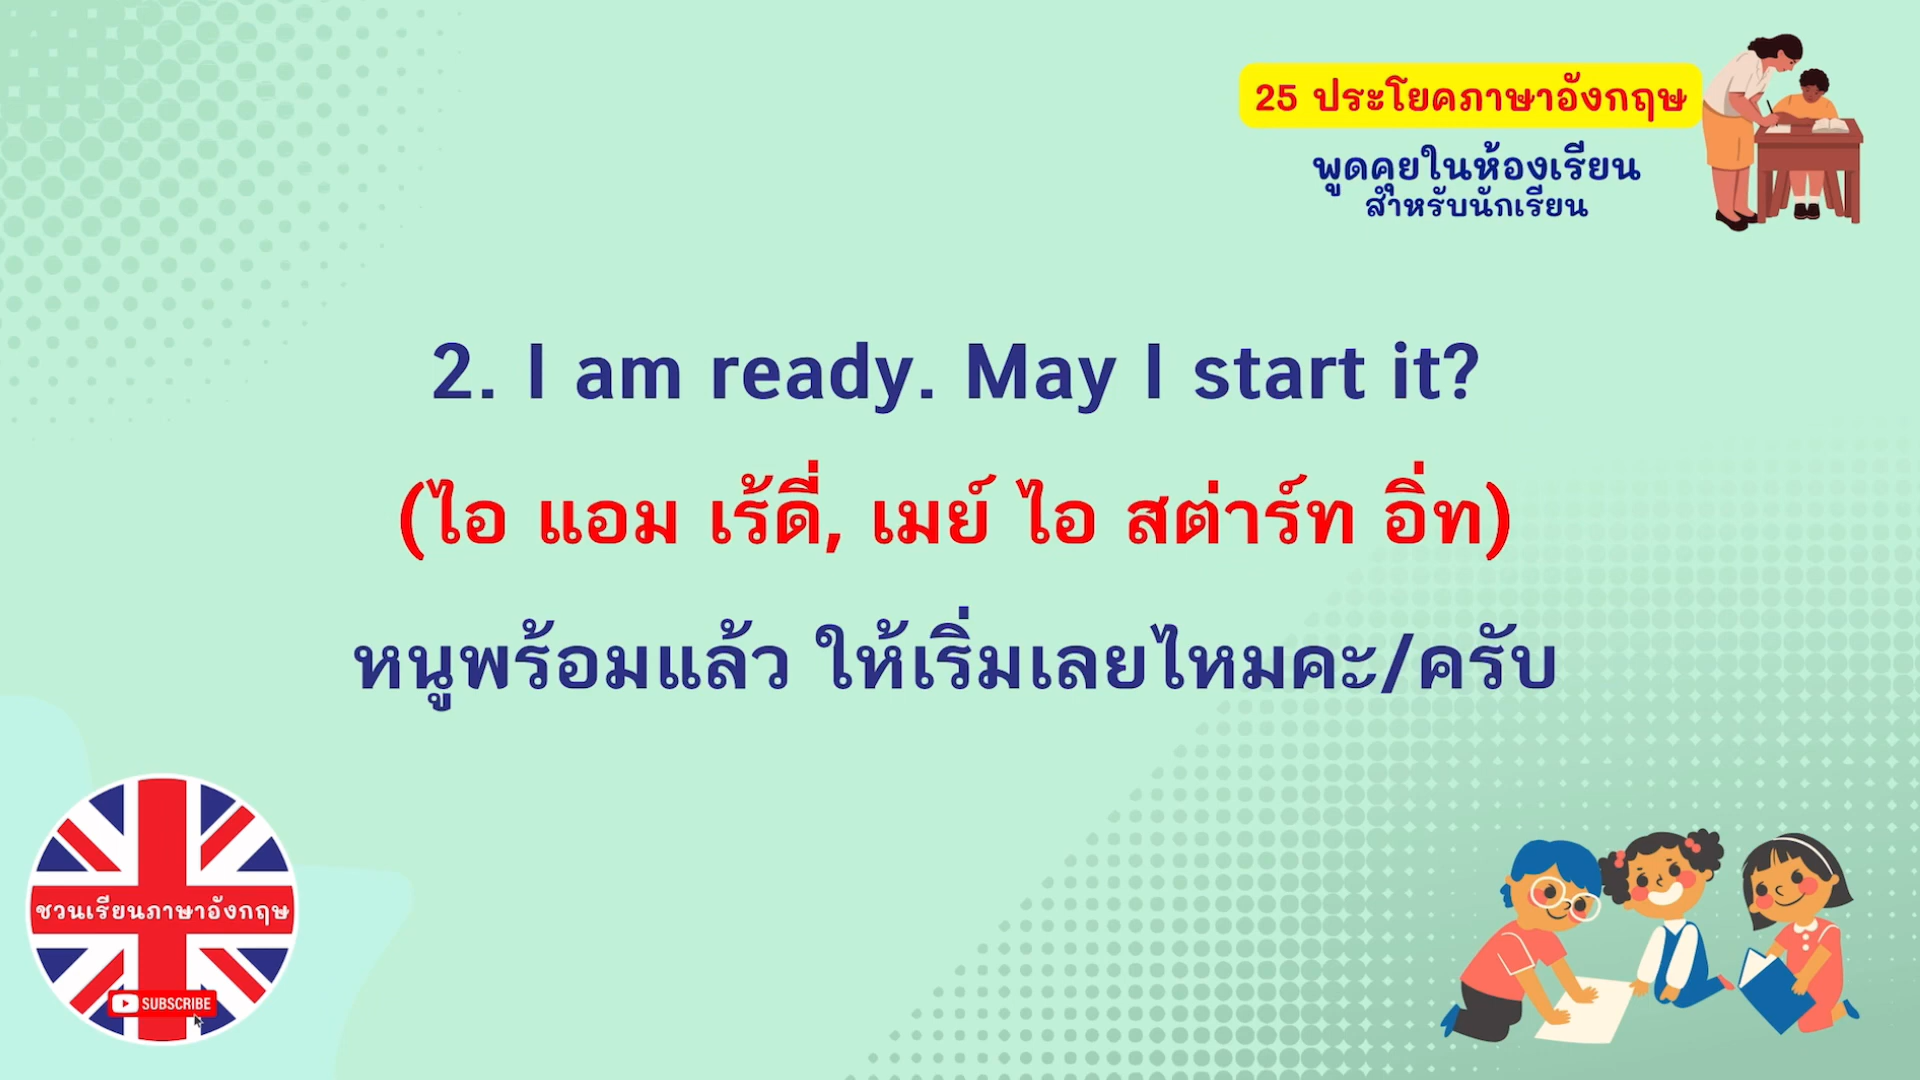 25 ประโยคภาษาอังกฤษ
พูดคุยในห้องเรียน
สำหรับนักเรียน
2. I am ready. May I start it?
(ไอ แอม เร้ดี่, เมย์ ไอ สต่าร์ท อิ่ท)
หนูพร้อมแล้ว ให้เริ่มเลยไหมคะ/ครับ
ชวนเรียนภาษาอังกฤษ
SUBSCRIBE